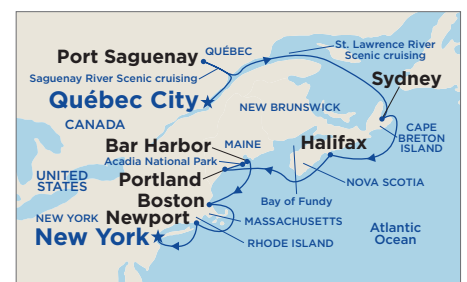 Port Saguenay
QUÉBEC
St. Lawrence River
Scenic cruising
Saguenay River Scenic cruising
Sydney
Québec City
NEW BRUNSWICK
CANADA
CAPE
BRETON
ISLAND
Bar Harbor
MAINE
Halifax
Acadia National Park
UNITED
STATES
Portland
NOVA SCOTIA
Boston
Bay of Fundy
NEW YORK
Newport
MASSACHUSETTS
Atlantic
Ocean
New York
RHODE ISLAND